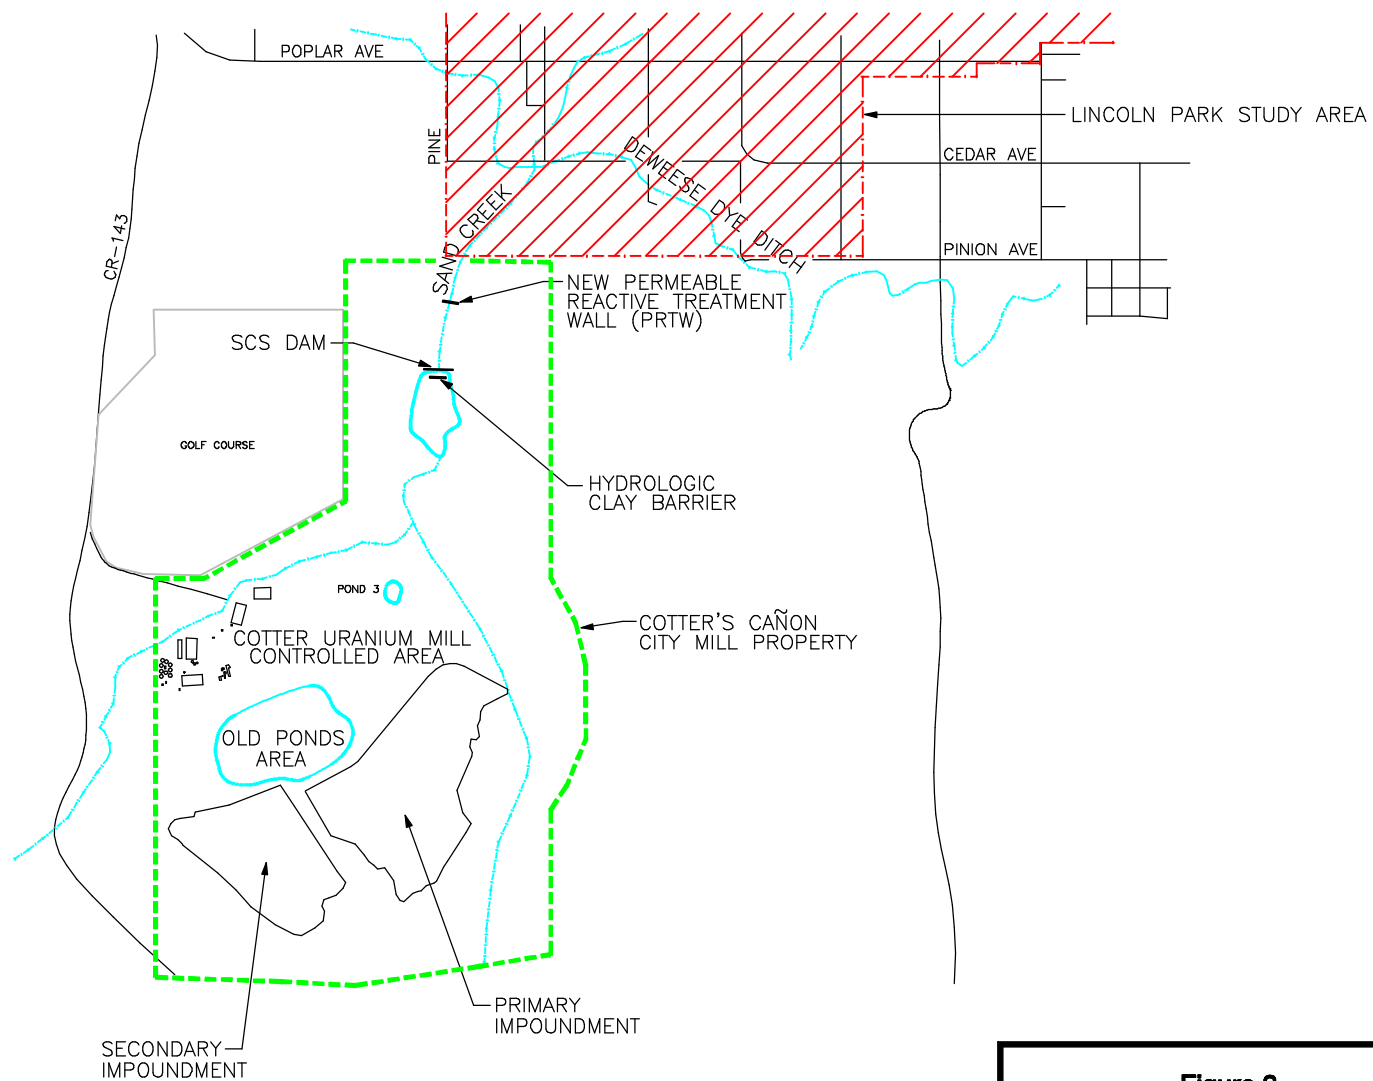 POPLAR AVE
LINCOLN PARK STUDY AREA
PINE
DEWEESE DYE DITCH
CEDAR AVE
SAND CREEK
CR-143
PINION AVE
NEW PERMEABLE
REACTIVE TREATMENT
WALL (PRTW)
SCS DAM
GOLF COURSE
HYDROLOGIC
CLAY BARRIER
POND 3
COTTER'S CAÑON
CITY MILL PROPERTY
COTTER URANIUM MILL
CONTROLLED AREA
OLD PONDS
AREA
PRIMARY
IMPOUNDMENT
SECONDARY
IMPOUNDMENT
Figure